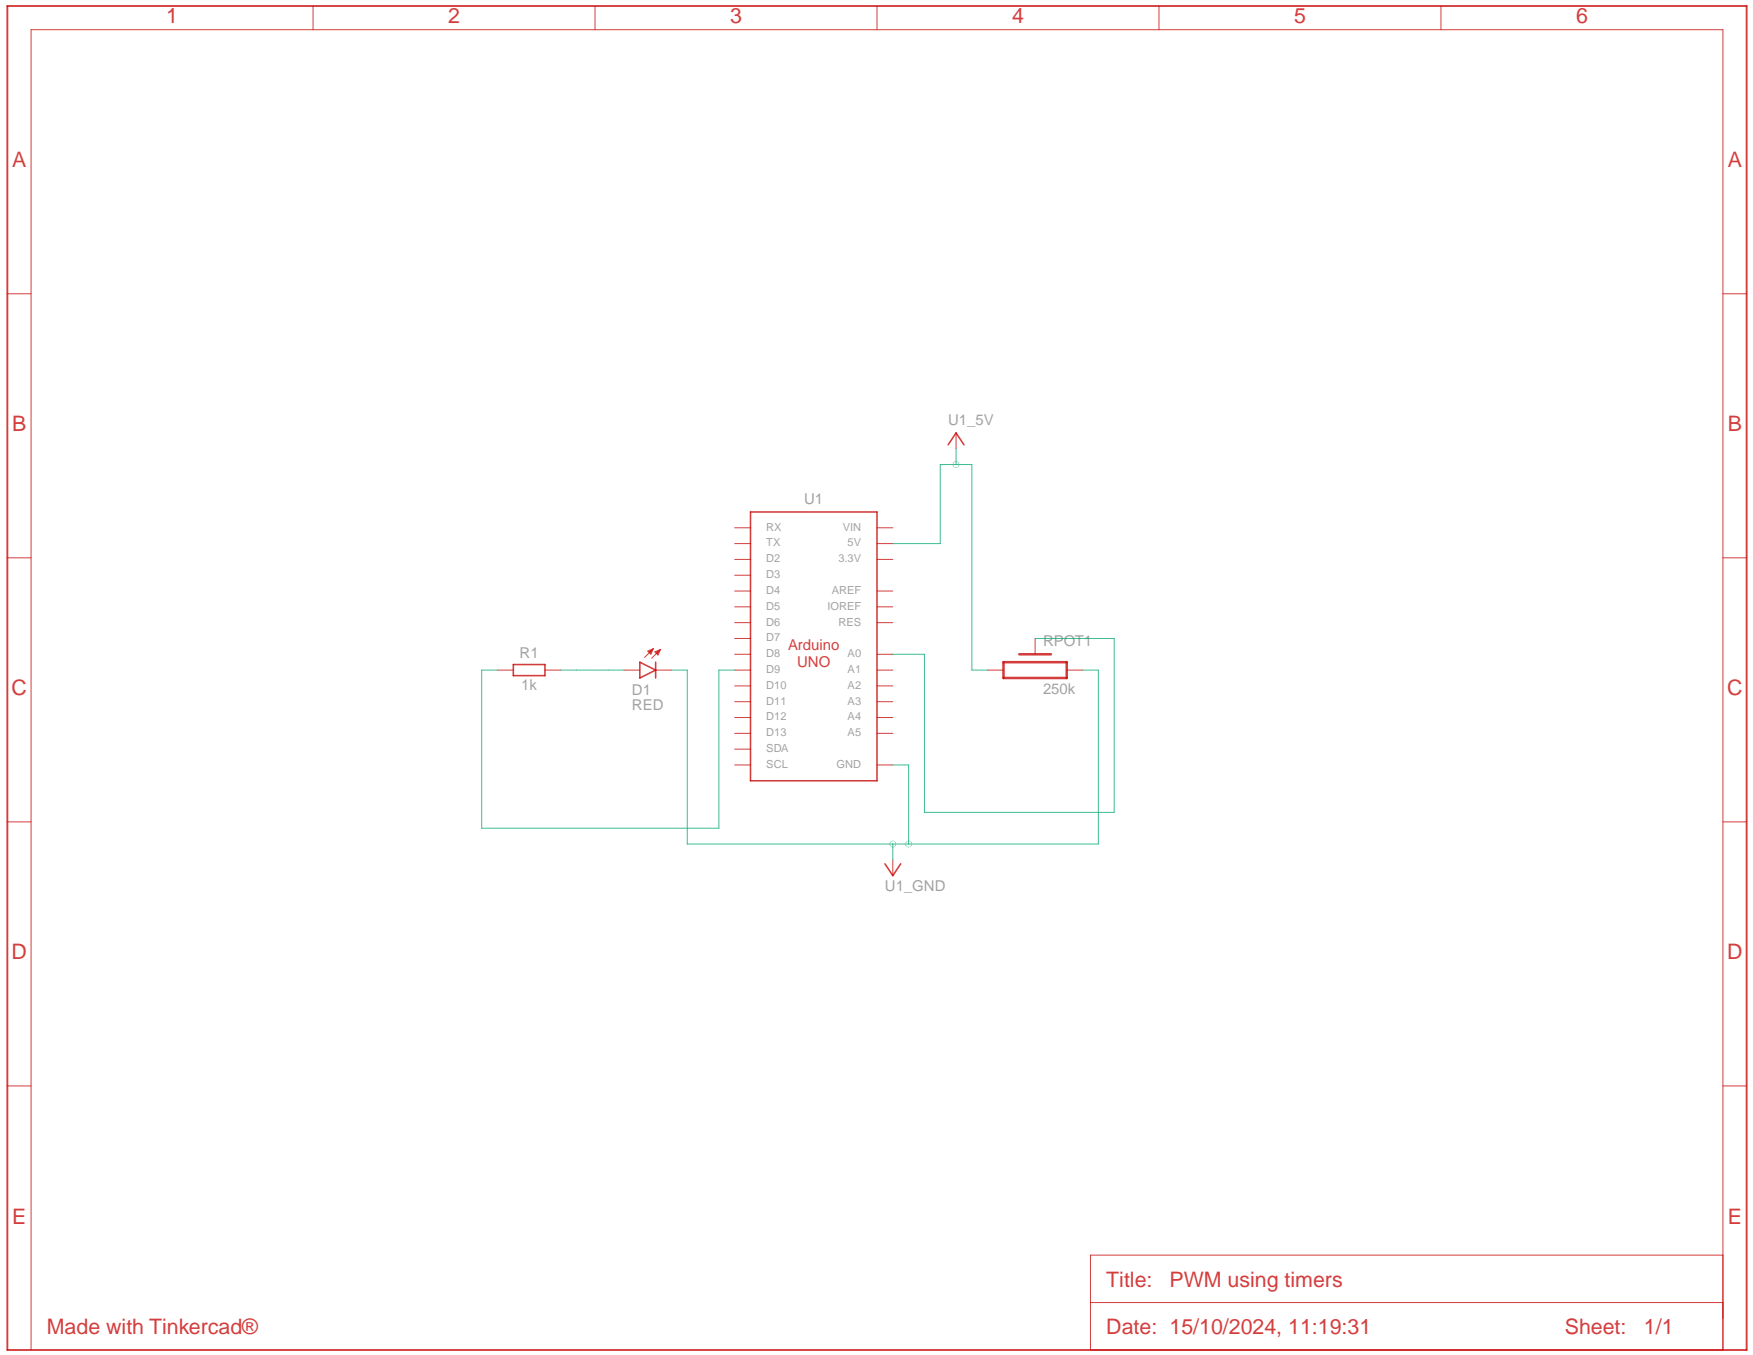 1 2 3 4 5 6
A A
B B
U1_5V
U1
RX VIN
TX 5V
D2 3.3V
D3
D4 AREF
D5 IOREF
D6 RES
D7
Arduino
UNO
D8 A0
D9 A1
D10 A2
D11 A3
D12 A4
D13 A5
SDA
SCL GND
R1
1k
D1
RED
RPOT1
250k
C C
U1_GND
D D
E E
Title: PWM using timers
Made with Tinkercad®
Date: 15/10/2024, 11:19:31 Sheet: 1/1